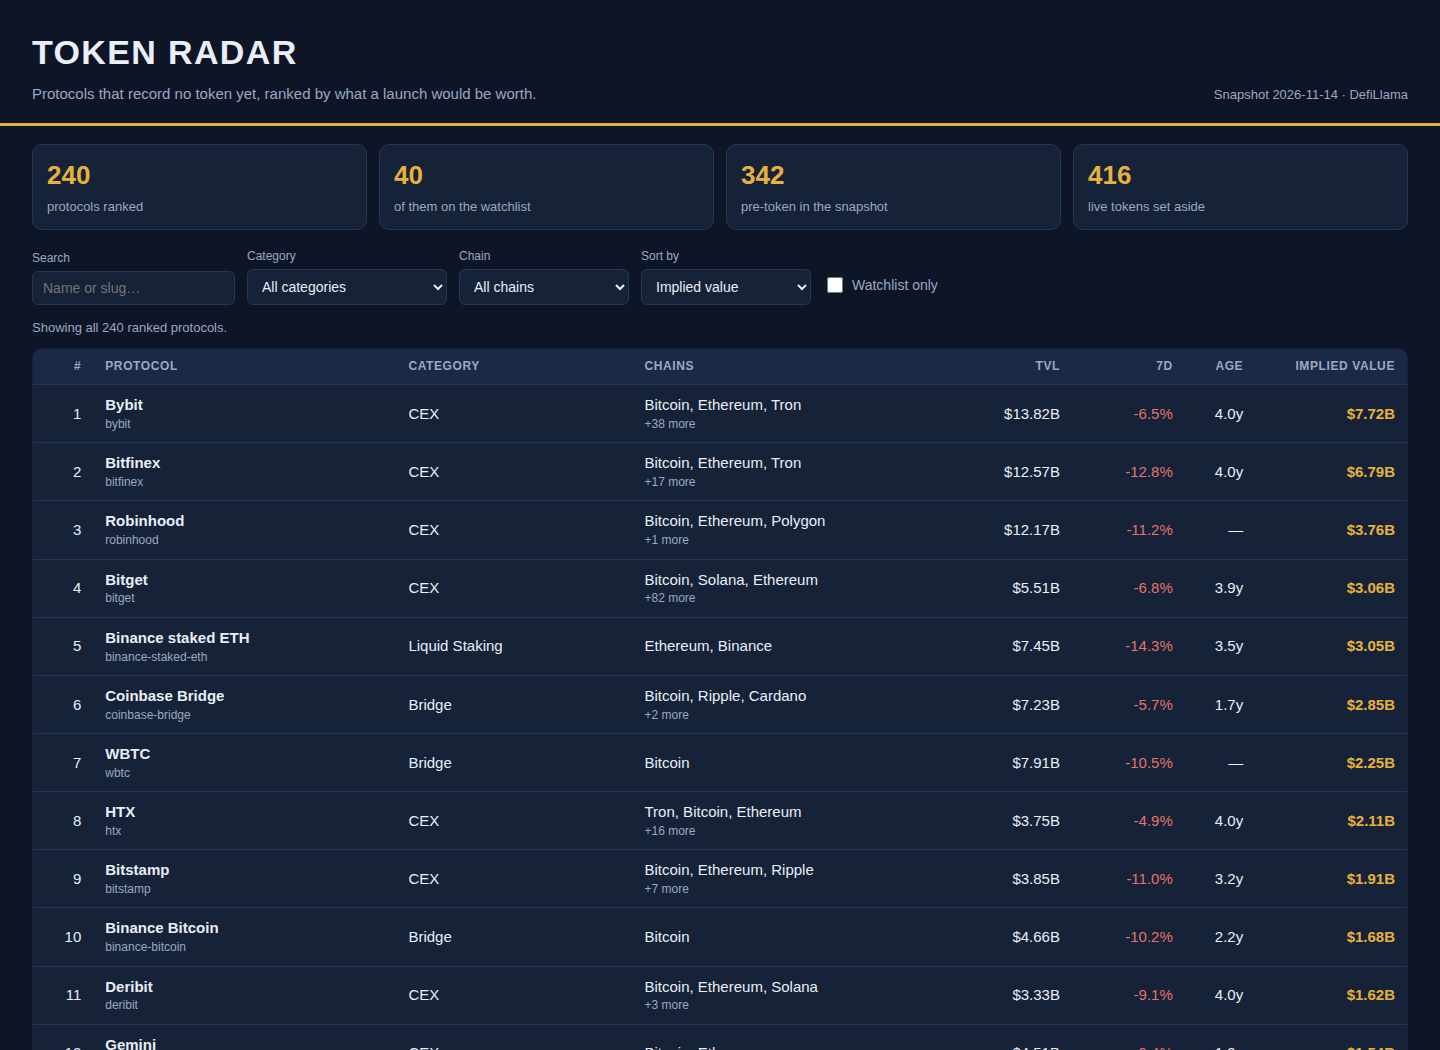 TOKEN RADAR
Protocols that record no token yet, ranked by what a launch would be worth.
Snapshot 2026-11-14 · DefiLlama
240
protocols ranked
40
of them on the watchlist
342
pre-token in the snapshot
416
live tokens set aside
Search
Name or slug…
Category
All categories
Chain
All chains
Sort by
Implied value
Watchlist only
Showing all 240 ranked protocols.
# PROTOCOL CATEGORY CHAINS TVL 7D AGE IMPLIED VALUE
1 Bybit CEX Bitcoin, Ethereum, Tron $13.82B -6.5% 4.0y $7.72B
bybit +38 more
2 Bitfinex CEX Bitcoin, Ethereum, Tron $12.57B -12.8% 4.0y $6.79B
bitfinex +17 more
3 Robinhood CEX Bitcoin, Ethereum, Polygon $12.17B -11.2% — $3.76B
robinhood +1 more
4 Bitget CEX Bitcoin, Solana, Ethereum $5.51B -6.8% 3.9y $3.06B
bitget +82 more
5 Binance staked ETH Liquid Staking Ethereum, Binance $7.45B -14.3% 3.5y $3.05B
binance-staked-eth
6 Coinbase Bridge Bridge Bitcoin, Ripple, Cardano $7.23B -5.7% 1.7y $2.85B
coinbase-bridge +2 more
7 WBTC Bridge Bitcoin $7.91B -10.5% — $2.25B
wbtc
8 HTX CEX Tron, Bitcoin, Ethereum $3.75B -4.9% 4.0y $2.11B
htx +16 more
9 Bitstamp CEX Bitcoin, Ethereum, Ripple $3.85B -11.0% 3.2y $1.91B
bitstamp +7 more
10 Binance Bitcoin Bridge Bitcoin $4.66B -10.2% 2.2y $1.68B
binance-bitcoin
11 Deribit CEX Bitcoin, Ethereum, Solana $3.33B -9.1% 4.0y $1.62B
deribit +3 more
Gemini